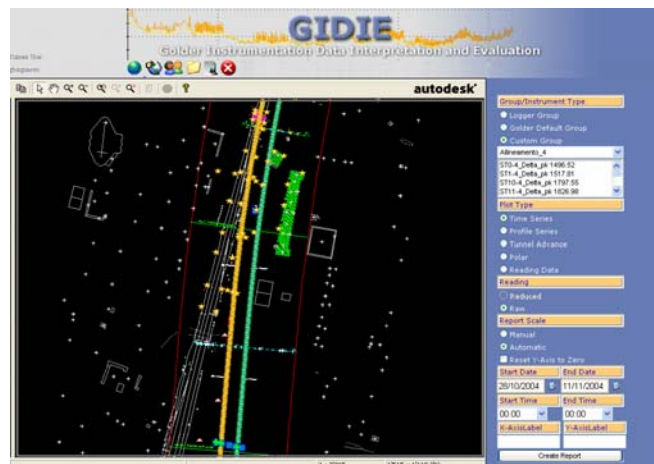 GIDIE
Golder Instrumentation Data Interpretation and Evaluation
autodesk
Group/Instrument Type
Logger Group
Golder Default Group
Custom Group
Allineamento_4
ST0-4_Delta_pk 1496.52
ST1-4_Delta_pk 1517.81
ST10-4_Delta_pk 1797.55
ST11-4_Delta_pk 1826.98
Plot Type
Time Series
Profile Series
Tunnel Advance
Polar
Reading Data
Reading
Reduced
Raw
Report Scale
Manual
Automatic
Reset Y-Axis to Zero
Start Date End Date
28/10/2004 11/11/2004
Start Time End Time
00:00 00:00
X-AxisLabel Y-AxisLabel
Create Report